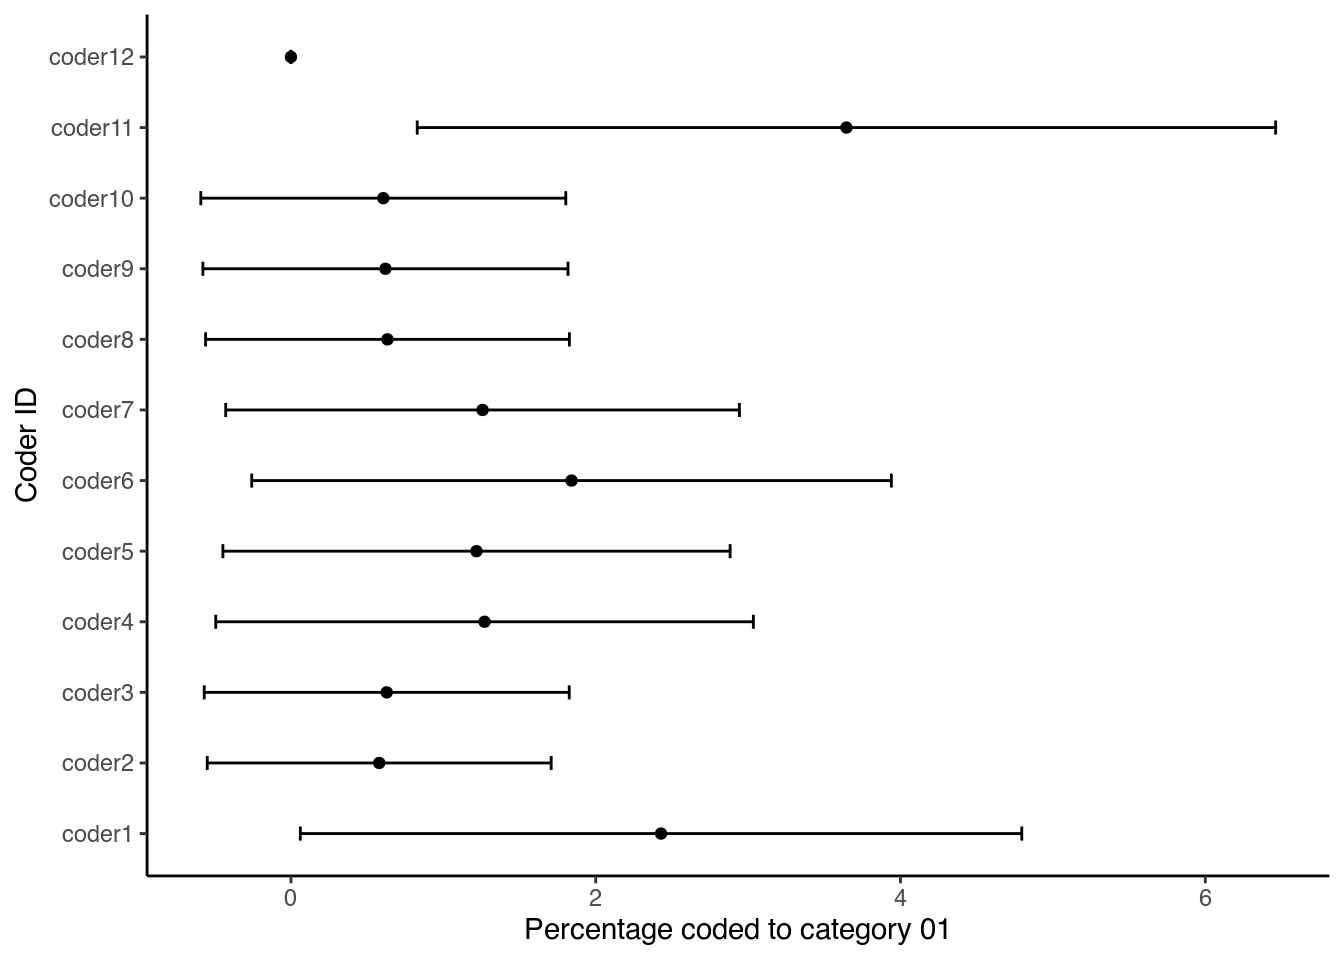 coder12
coder11
coder10
coder9
coder8
coder7
coder6
coder5
coder4
coder3
coder2
coder1
Coder ID
0 2 4 6
Percentage coded to category 01